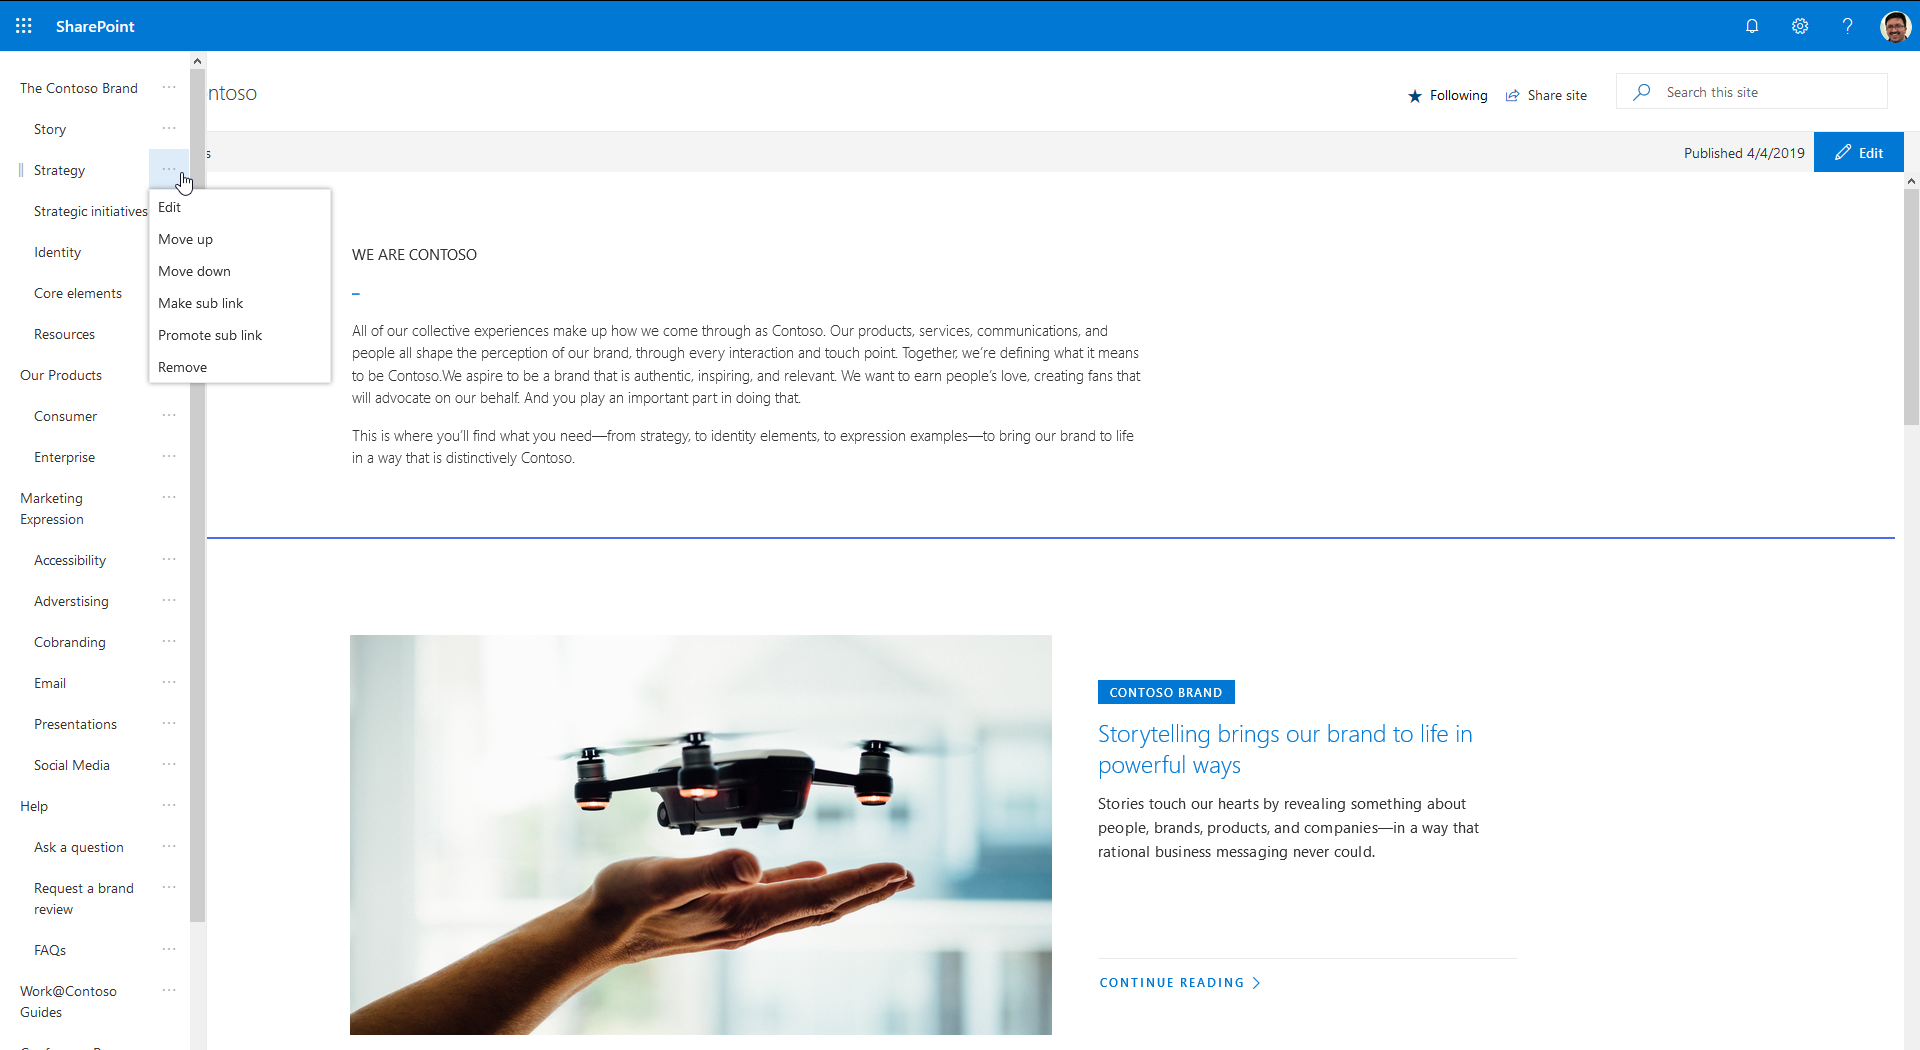 SharePoint
The Contoso Brand
Story
Strategy
Strategic initiatives
Identity
Core elements
Resources
Our Products
Consumer
Enterprise
Marketing
Expression
Accessibility
Adverstising
Cobranding
Email
Presentations
Social Media
Help
Ask a question
Request a brand
review
FAQs
Work@Contoso
Guides
Edit
Move up
Move down
Make sub link
Promote sub link
Remove
ntoso
Following
Share site
Search this site
s
Published 4/4/2019
Edit
WE ARE CONTOSO
All of our collective experiences make up how we come through as Contoso. Our products, services, communications, and
people all shape the perception of our brand, through every interaction and touch point. Together, we’re defining what it means
to be Contoso.We aspire to be a brand that is authentic, inspiring, and relevant. We want to earn people’s love, creating fans that
will advocate on our behalf. And you play an important part in doing that.
This is where you’ll find what you need—from strategy, to identity elements, to expression examples—to bring our brand to life
in a way that is distinctively Contoso.
CONTOSO BRAND
Storytelling brings our brand to life in
powerful ways
Stories touch our hearts by revealing something about
people, brands, products, and companies—in a way that
rational business messaging never could.
CONTINUE READING